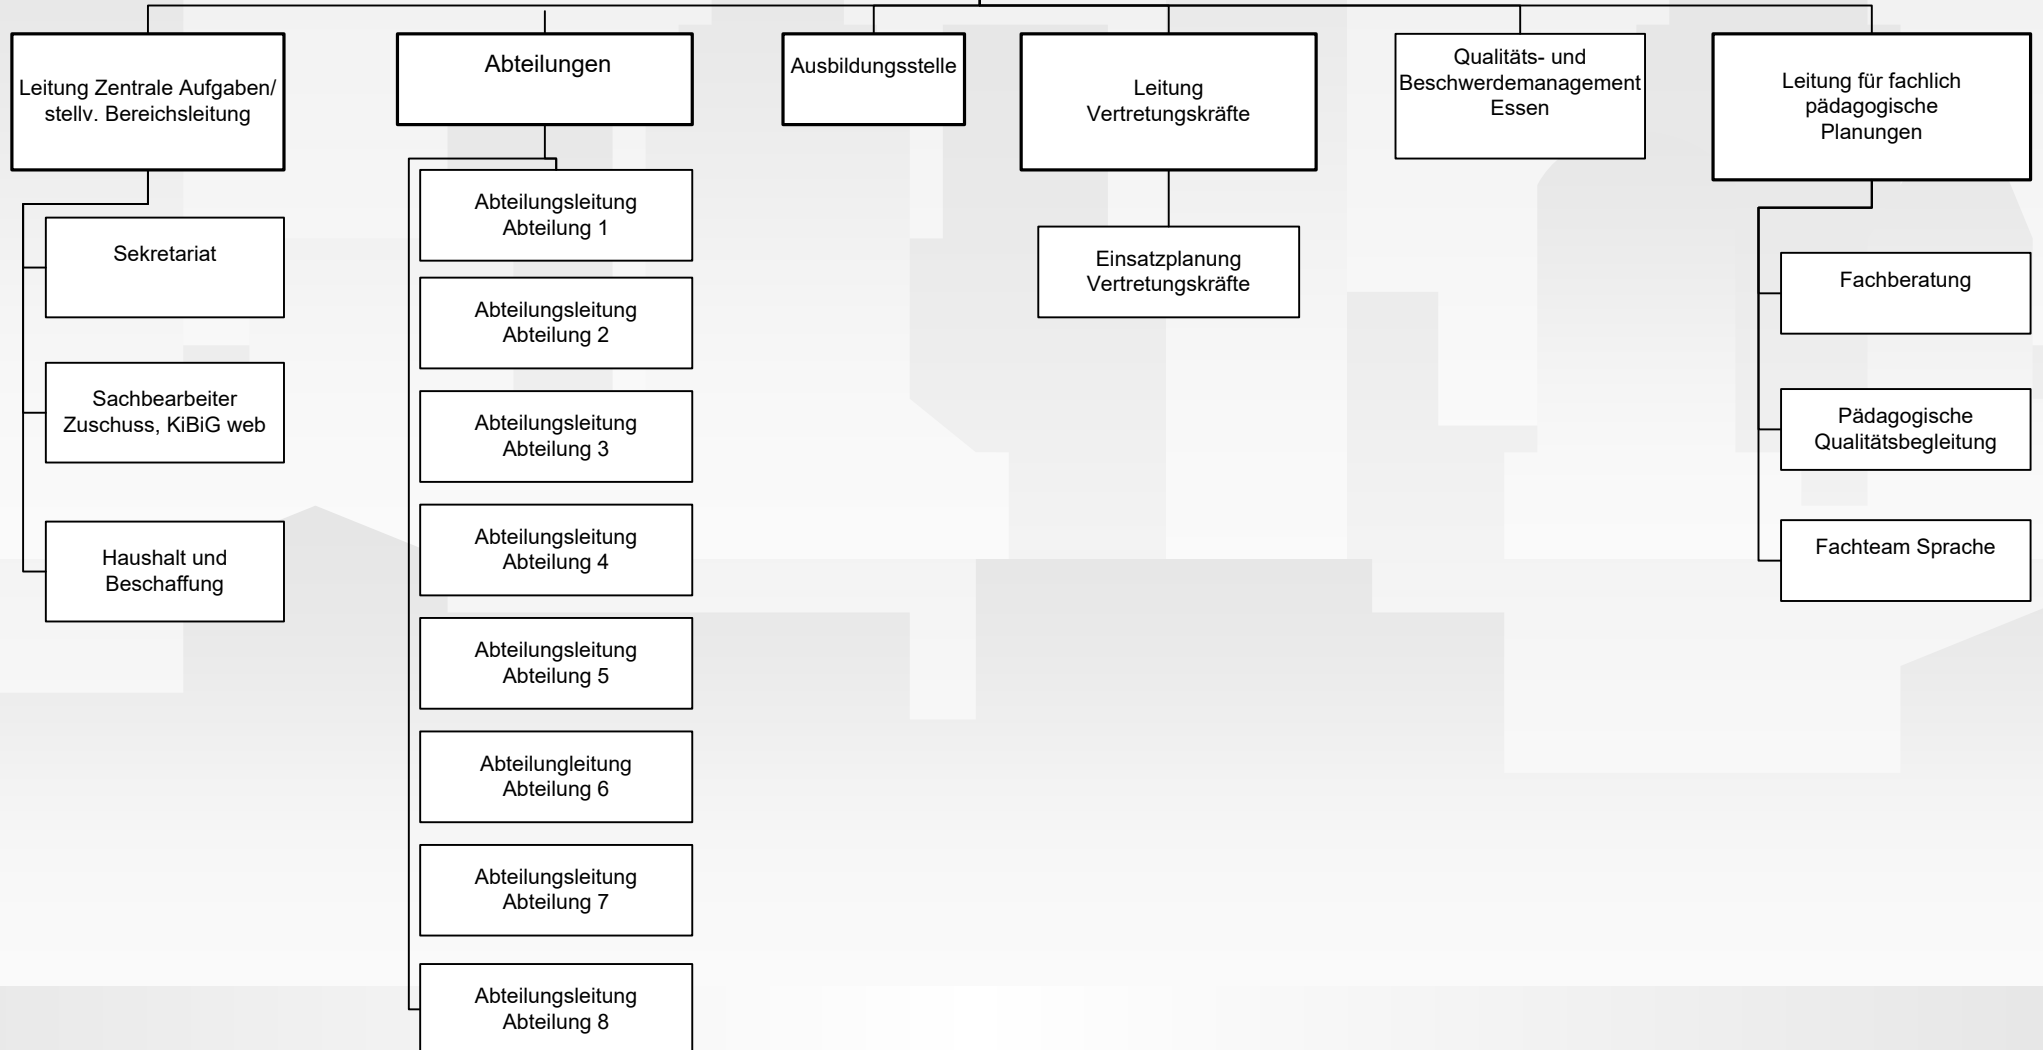 Leitung Zentrale Aufgaben/
stellv. Bereichsleitung
Sekretariat
Sachbearbeiter
Zuschuss, KiBiG web
Haushalt und
Beschaffung
Abteilungen
Abteilungsleitung
Abteilung 1
Abteilungsleitung
Abteilung 2
Abteilungsleitung
Abteilung 3
Abteilungsleitung
Abteilung 4
Abteilungsleitung
Abteilung 5
Abteilungleitung
Abteilung 6
Abteilungsleitung
Abteilung 7
Abteilungsleitung
Abteilung 8
Ausbildungsstelle
Leitung
Vertretungskräfte
Einsatzplanung
Vertretungskräfte
Qualitäts- und
Beschwerdemanagement
Essen
Leitung für fachlich
pädagogische
Planungen
Fachberatung
Pädagogische
Qualitätsbegleitung
Fachteam Sprache